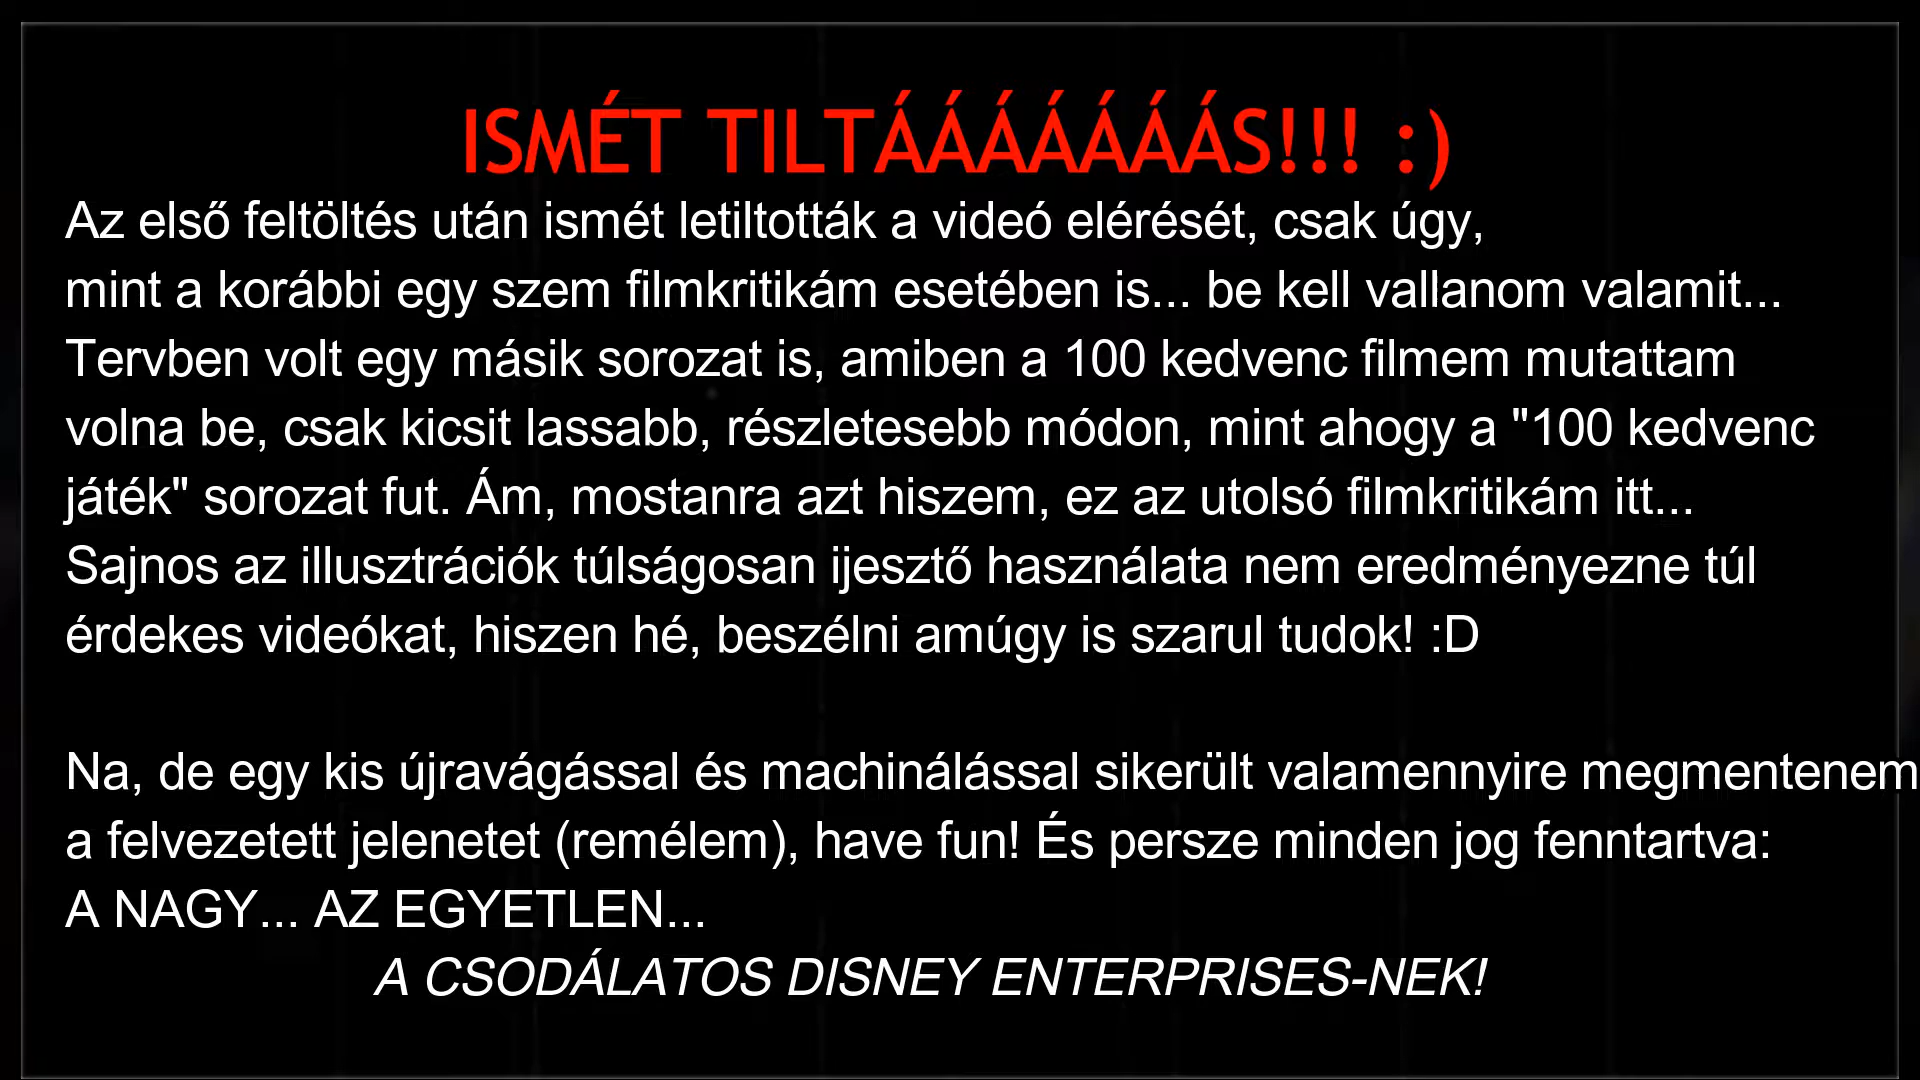 ISMÉT TILTÁÁÁÁÁÁÁS!!! :)
Az első feltöltés után ismét letiltották a videó elérését, csak úgy,
mint a korábbi egy szem filmkritikám esetében is... be kell vallanom valamit...
Tervben volt egy másik sorozat is, amiben a 100 kedvenc filmem mutattam
volna be, csak kicsit lassabb, részletesebb módon, mint ahogy a "100 kedvenc
játék" sorozat fut. Ám, mostanra azt hiszem, ez az utolsó filmkritikám itt...
Sajnos az illusztrációk túlságosan ijesztő használata nem eredményezne túl
érdekes videókat, hiszen hé, beszélni amúgy is szarul tudok! :D
Na, de egy kis újravágással és machinálással sikerült valamennyire megmentenem
a felvezetett jelenetet (remélem), have fun! És persze minden jog fenntartva:
A NAGY... AZ EGYETLEN...
A CSODÁLATOS DISNEY ENTERPRISES-NEK!